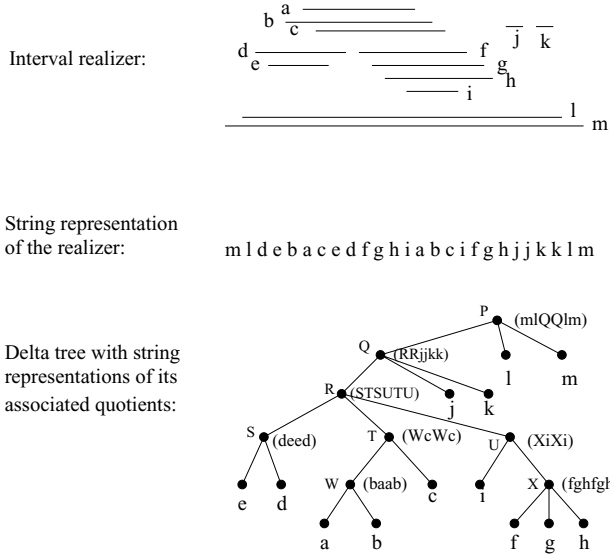 a
b
c
j k
d f
Interval realizer:
e g
h
i
l
m
String representation
of the realizer:
m l d e b a c e d f g h i a b c i f g h j j k k l m
P (mlQQlm)
Q (RRjjkk)
Delta tree with string
representations of its
associated quotients:
l m
R (STSUTU)
j k
S (deed) T (WcWc) U (XiXi)
e d W (baab) c i X (fghfgh
a b f g h